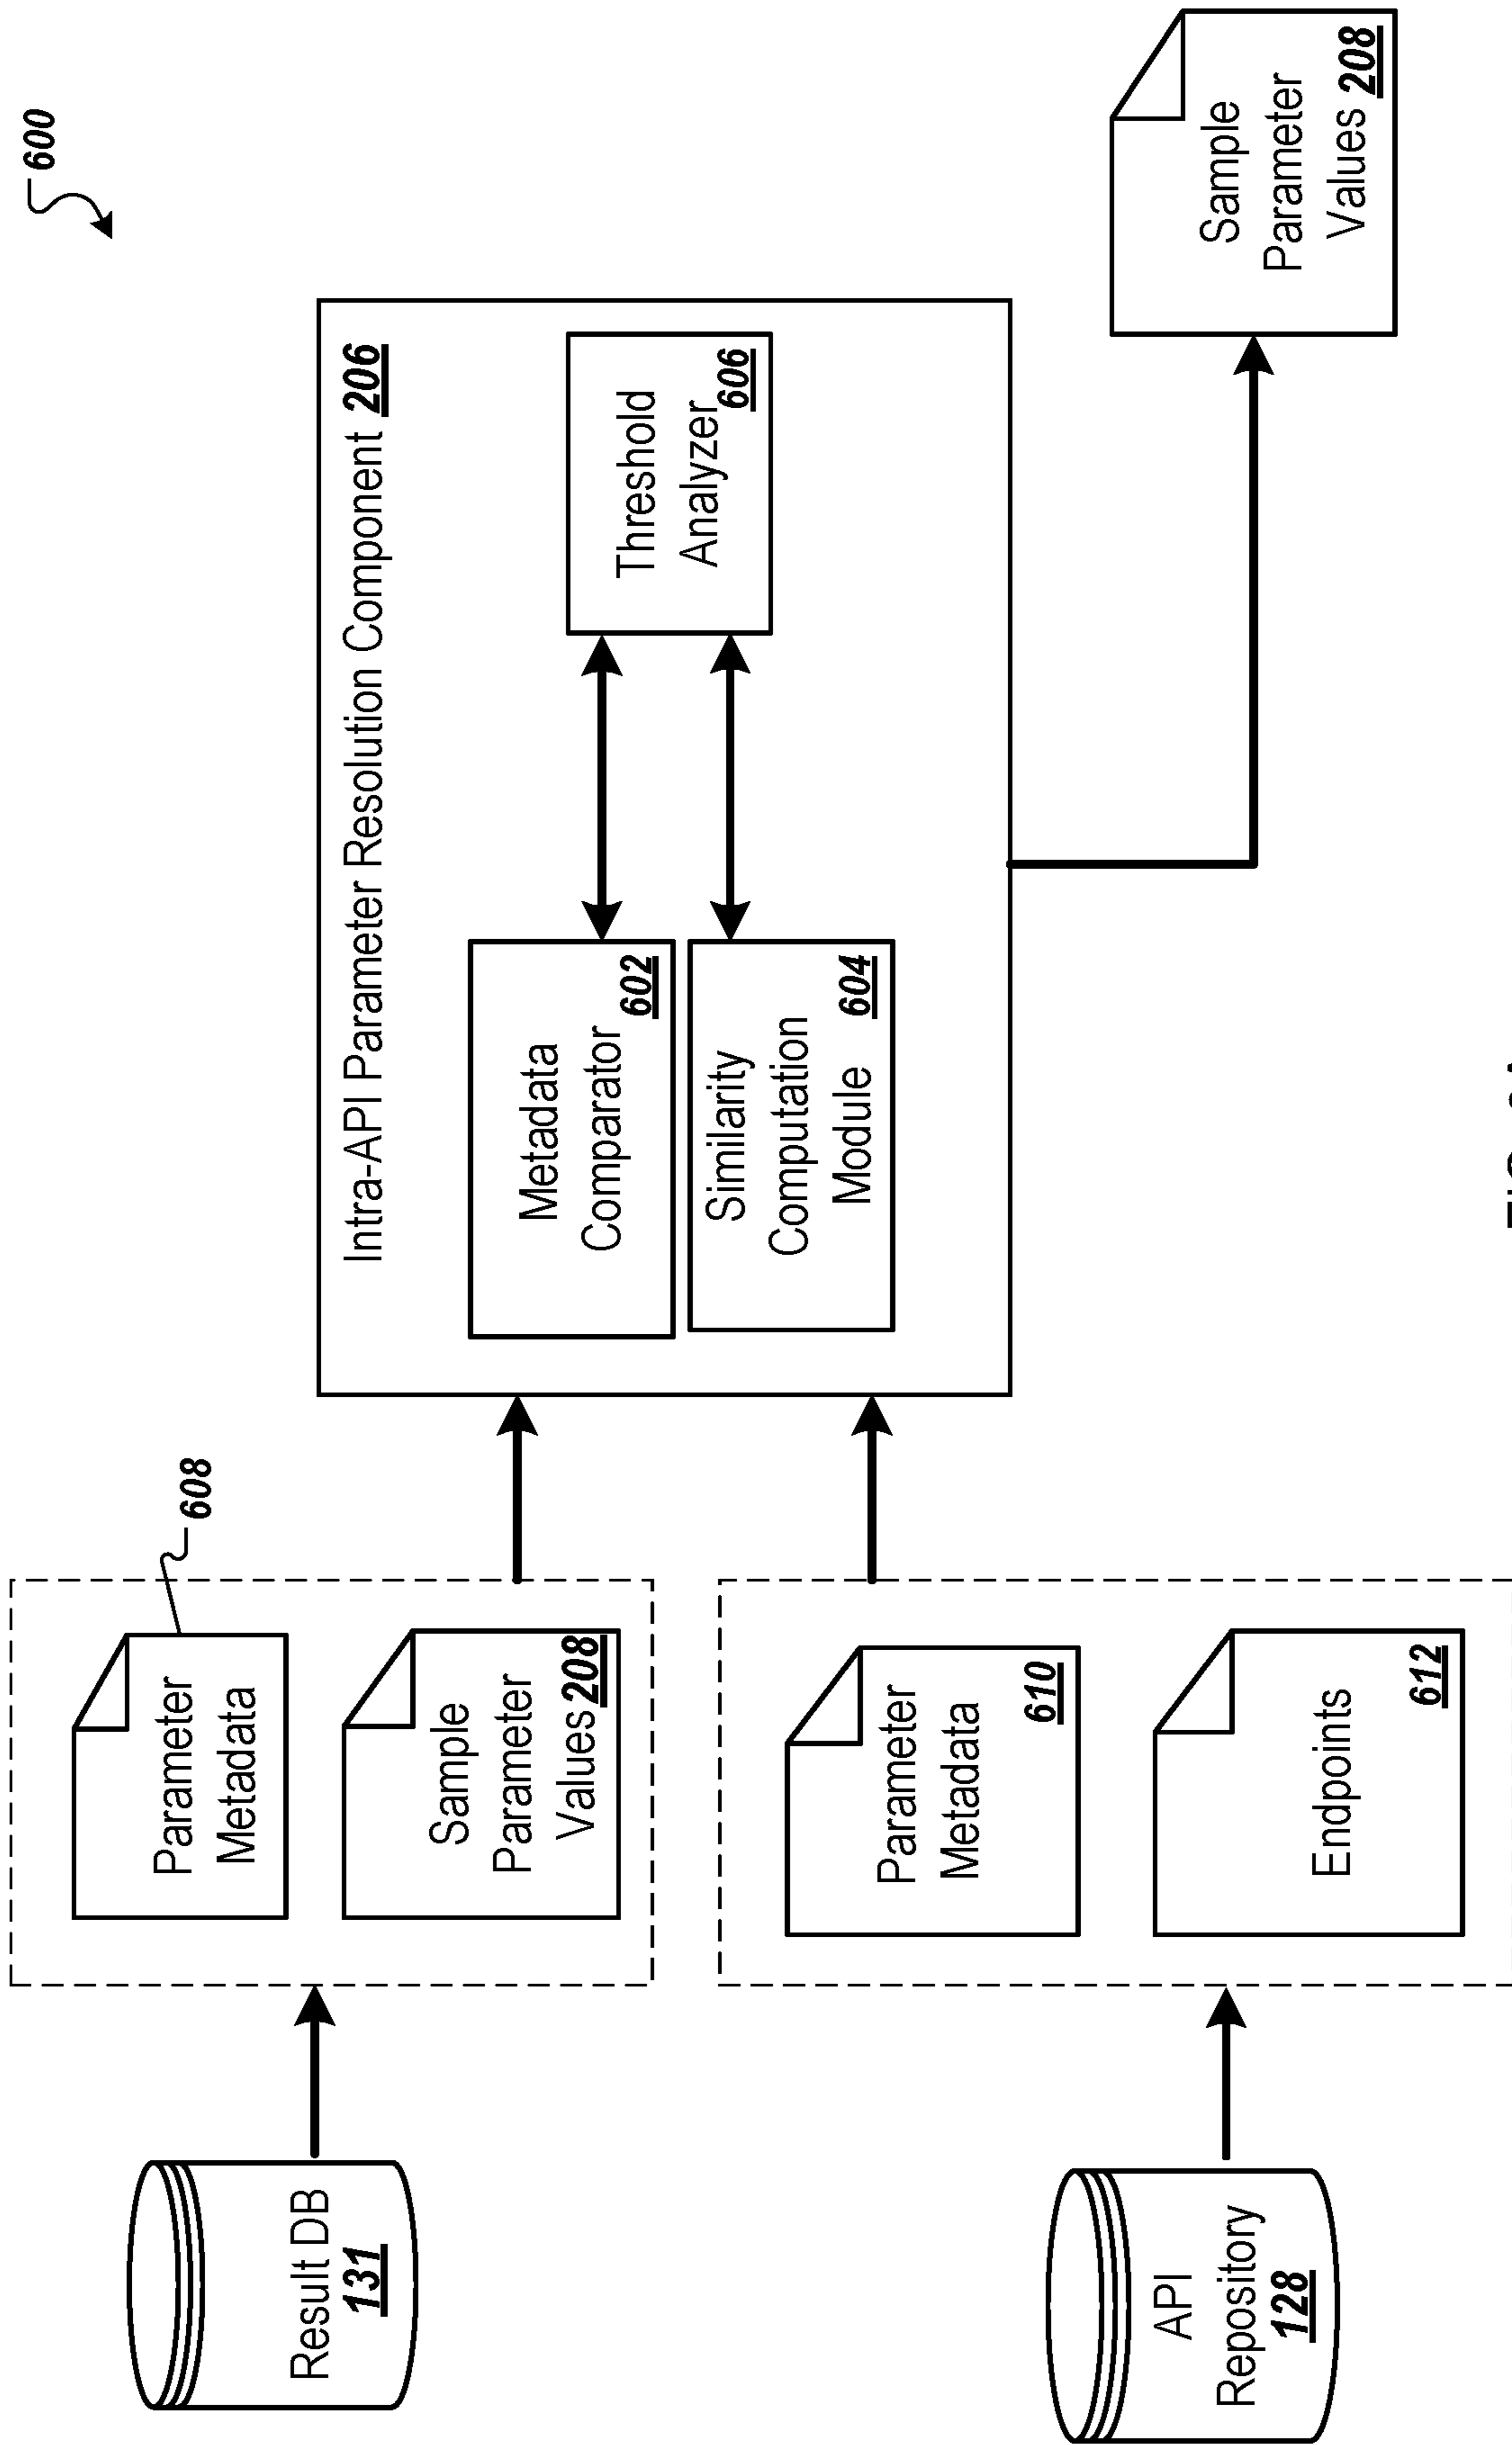 600
Result DB
131
Parameter
Metadata
608
Sample
Parameter
Values 208
API
Repository
128
Parameter
Metadata
610
Endpoints
612
Intra-API Parameter Resolution Component 206
Metadata
Comparator
602
Similarity
Computation
Module
604
Threshold
Analyzer
606
Sample
Parameter
Values 208